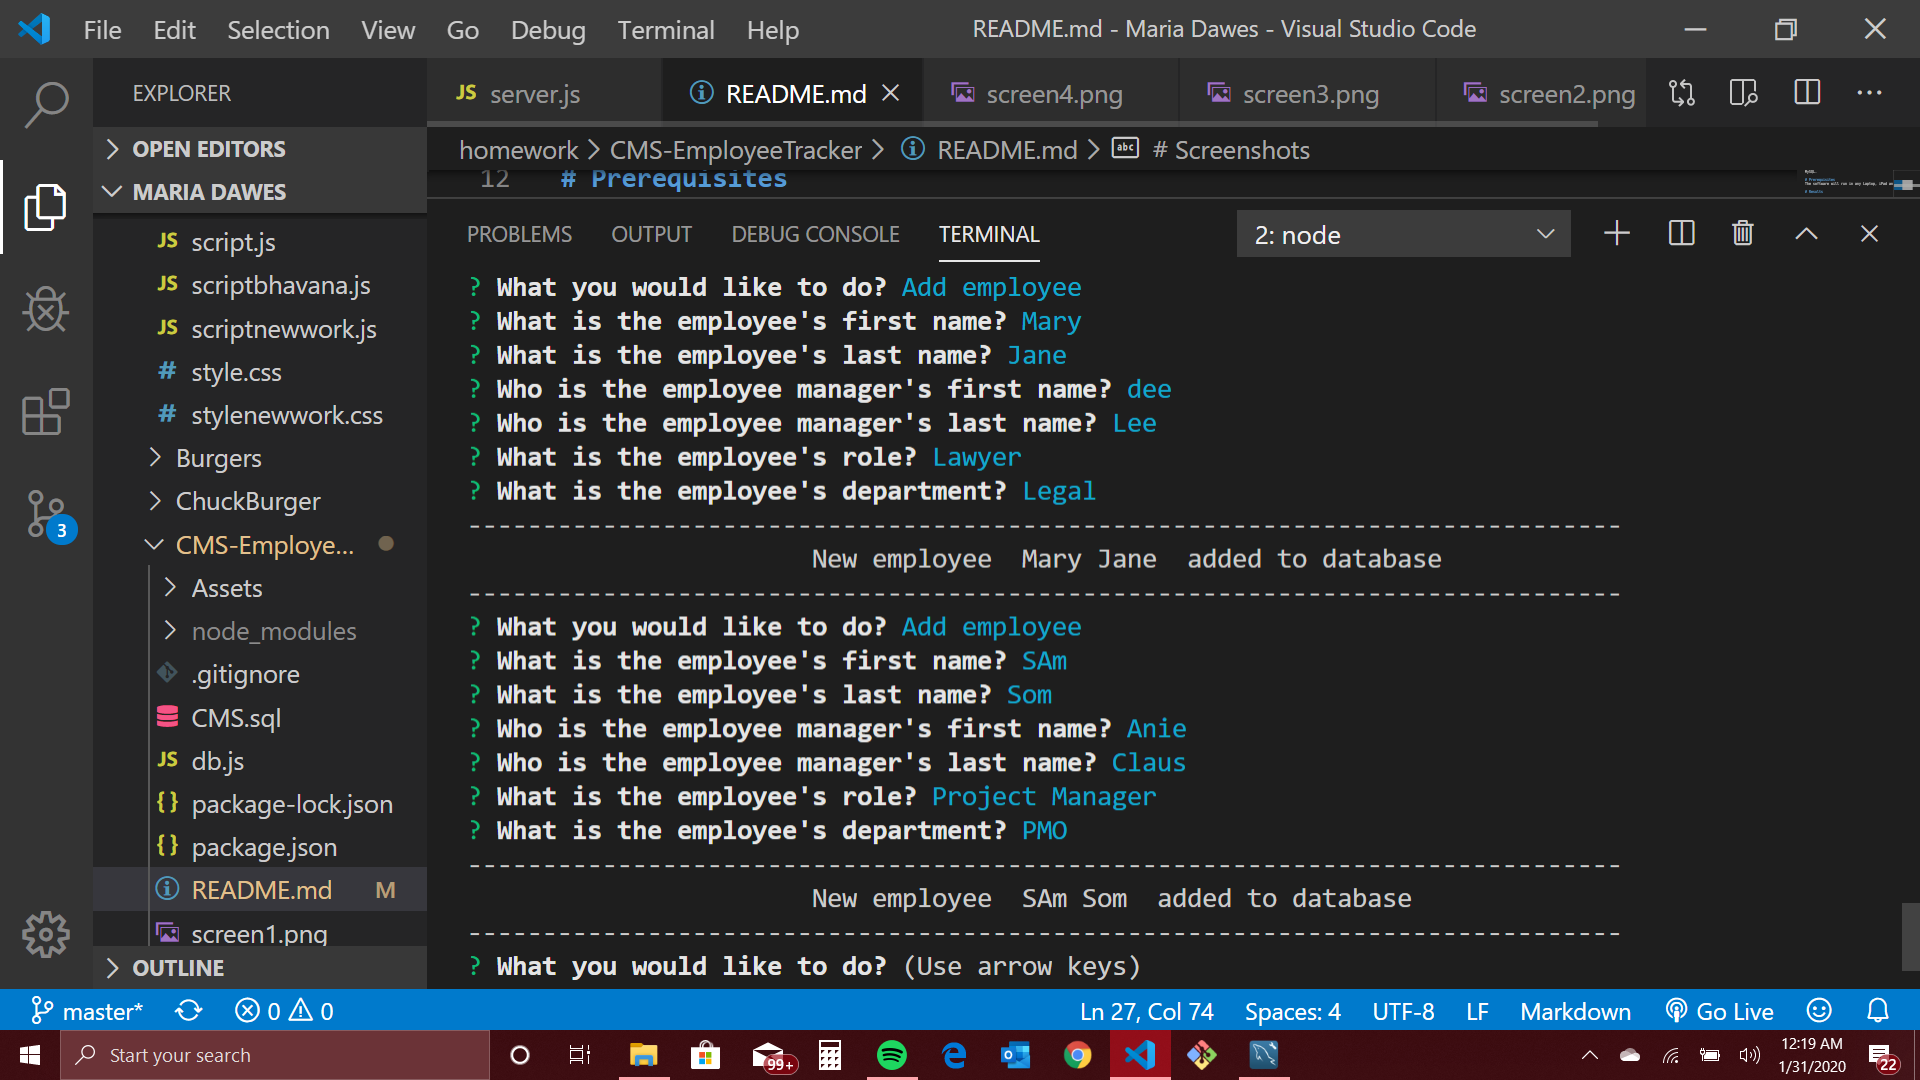 File Edit Selection View Go Debug Terminal Help README.md - Maria Dawes - Visual Studio Code
EXPLORER
JS server.js README.md screen4.png screen3.png screen2.png
OPEN EDITORS
homework > CMS-EmployeeTracker > README.md > abc # Screenshots
MARIA DAWES
12 # Prerequisites
PROBLEMS OUTPUT DEBUG CONSOLE TERMINAL 2: node
JS script.js
JS scriptbhavana.js
JS scriptnewwork.js
# style.css
# stylenewwork.css
Burgers
ChuckBurger
CMS-Employe...
Assets
node_modules
.gitignore
CMS.sql
JS db.js
{} package-lock.json
{} package.json
README.md M
screen1.png
OUTLINE
3
? What you would like to do? Add employee
? What is the employee's first name? Mary
? What is the employee's last name? Jane
? Who is the employee manager's first name? dee
? Who is the employee manager's last name? Lee
? What is the employee's role? Lawyer
? What is the employee's department? Legal
-----------------------------------------------------------------------------
New employee  Mary Jane  added to database
-----------------------------------------------------------------------------
? What you would like to do? Add employee
? What is the employee's first name? SAm
? What is the employee's last name? Som
? Who is the employee manager's first name? Anie
? Who is the employee manager's last name? Claus
? What is the employee's role? Project Manager
? What is the employee's department? PMO
-----------------------------------------------------------------------------
New employee  SAm Som  added to database
-----------------------------------------------------------------------------
? What you would like to do? (Use arrow keys)
master* 0 0 Ln 27, Col 74 Spaces: 4 UTF-8 LF Markdown Go Live
Start your search 99+ 12:19 AM
1/31/2020 22